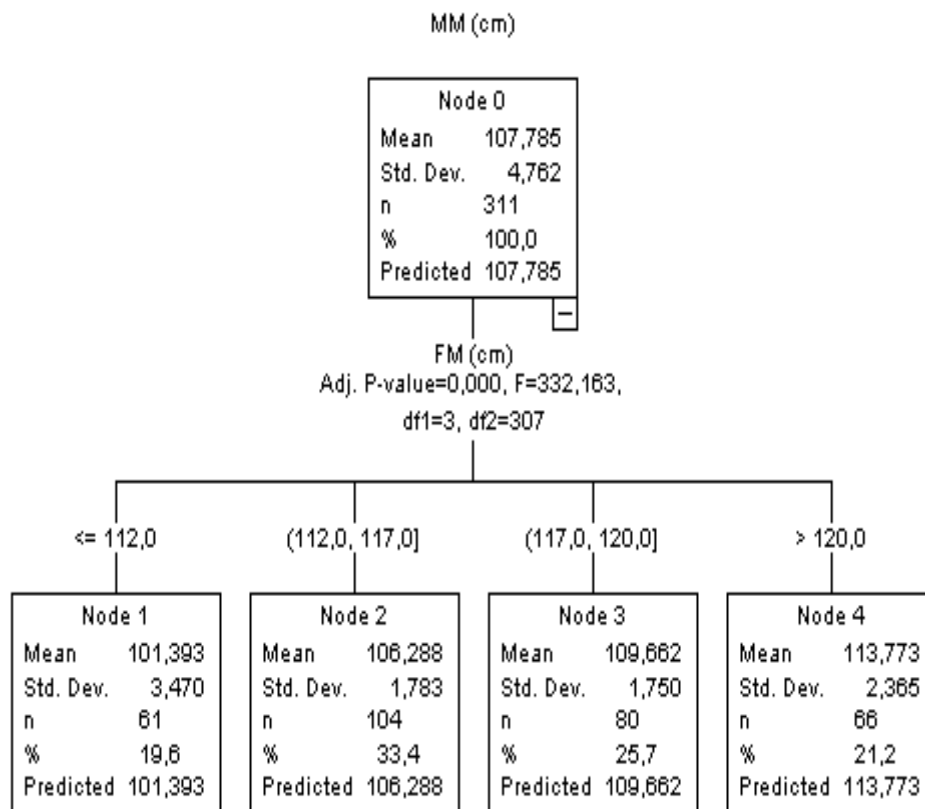 MM (cm)
Node 0
Mean 107,785
Std. Dev. 4,762
n 311
% 100,0
Predicted 107,785
FM (cm)
Adj. P-value=0,000, F=332,163,
df1=3, df2=307
<= 112,0
(112,0, 117,0]
(117,0, 120,0]
> 120,0
Node 1
Mean 101,393
Std. Dev. 3,470
n 61
% 19,6
Predicted 101,393
Node 2
Mean 106,288
Std. Dev. 1,783
n 104
% 33,4
Predicted 106,288
Node 3
Mean 109,662
Std. Dev. 1,750
n 80
% 25,7
Predicted 109,662
Node 4
Mean 113,773
Std. Dev. 2,365
n 66
% 21,2
Predicted 113,773